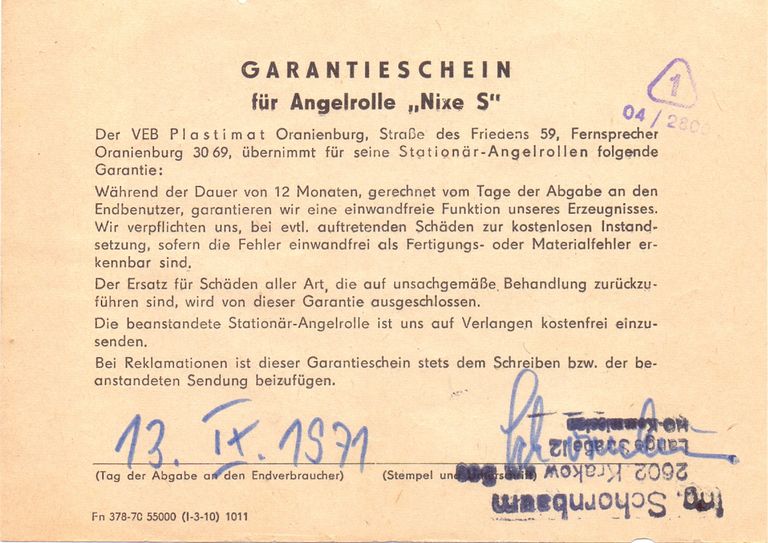 GARANTIESCHEIN
für Angelrolle „Nixe S"
1
04 / 280
Der VEB Plastimat Oranienburg, Straße des Friedens 59, Fernsprecher
Oranienburg 30 69, übernimmt für seine Stationär-Angelrollen folgende
Garantie:
Während der Dauer von 12 Monaten, gerechnet vom Tage der Abgabe an den
Endbenutzer, garantieren wir eine einwandfreie Funktion unseres Erzeugnisses.
Wir verpflichten uns, bei evtl. auftretenden Schäden zur kostenlosen Instand-
setzung, sofern die Fehler einwandfrei als Fertigungs- oder Materialfehler er-
kennbar sind.
Der Ersatz für Schäden aller Art, die auf unsachgemäße Behandlung zurückzu-
führen sind, wird von dieser Garantie ausgeschlossen.
Die beanstandete Stationär-Angelrolle ist uns auf Verlangen kostenfrei einzu-
senden.
Bei Reklamationen ist dieser Garantieschein stets dem Schreiben bzw. der be-
anstandeten Sendung beizufügen.
13. IX. 1971
(Tag der Abgabe an den Endverbraucher) (Stempel und Unterschrift)
Ing. Schornbaum
2602 Krakow am See
Lange Straße 12
HO-Kommission
Fn 378-70 55000 (I-3-10) 1011